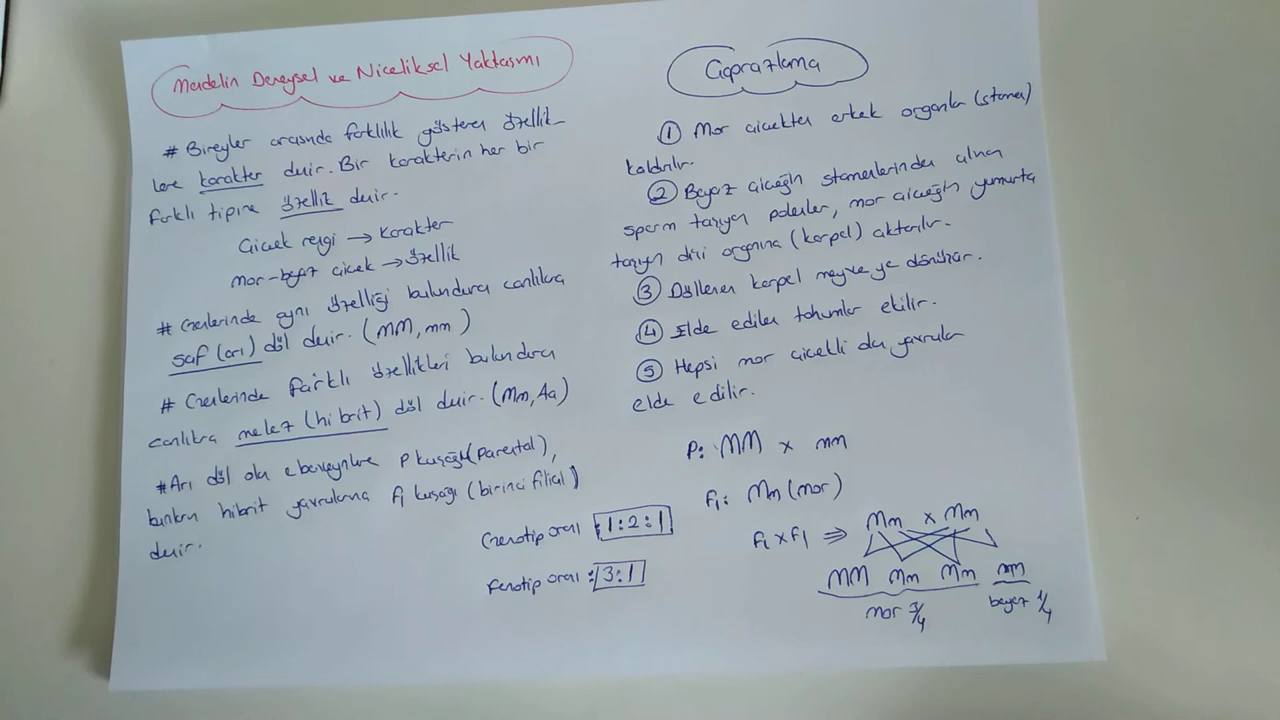 Mendelin Deneysel ve Niceliksel Yaklaşımı
# Bireyler arasında farklılık gösteren özellik-
lere karakter denir. Bir karakterin her bir
farklı tipine özellik denir.
Çiçek rengi → Karakter
mor-beyaz çiçek → özellik
# Genlerinde aynı özelliği bulunduran canlılara
saf (arı) döl denir. (MM, mm)
# Genlerinde farklı özellikleri bulunduran
canlılara melez (hibrit) döl denir. (Mm, Aa)
# Arı döl olan ebeveynlere P kuşağı (parental),
bunların hibrit yavrularına F1 kuşağı (birinci filial)
denir.
Genotip oranı : 1:2:1
Fenotip oranı : 3:1
Çaprazlama
① Mor çiçekten erkek organlar (stamen)
kaldırılır.
② Beyaz çiçeğin stamenlerinden alınan
sperm taşıyan polenler, mor çiçeğin yumurta
taşıyan dişi organına (karpel) aktarılır.
③ Döllenen karpel meyve ye dönüşür.
④ Elde edilen tohumlar ekilir.
⑤ Hepsi mor çiçekli olan yavrular
elde edilir.
P: MM x mm
F1: Mm (mor)
F1 x F1 ⇒ Mm x Mm
MM Mm Mm mm
mor 3/4 beyaz 1/4